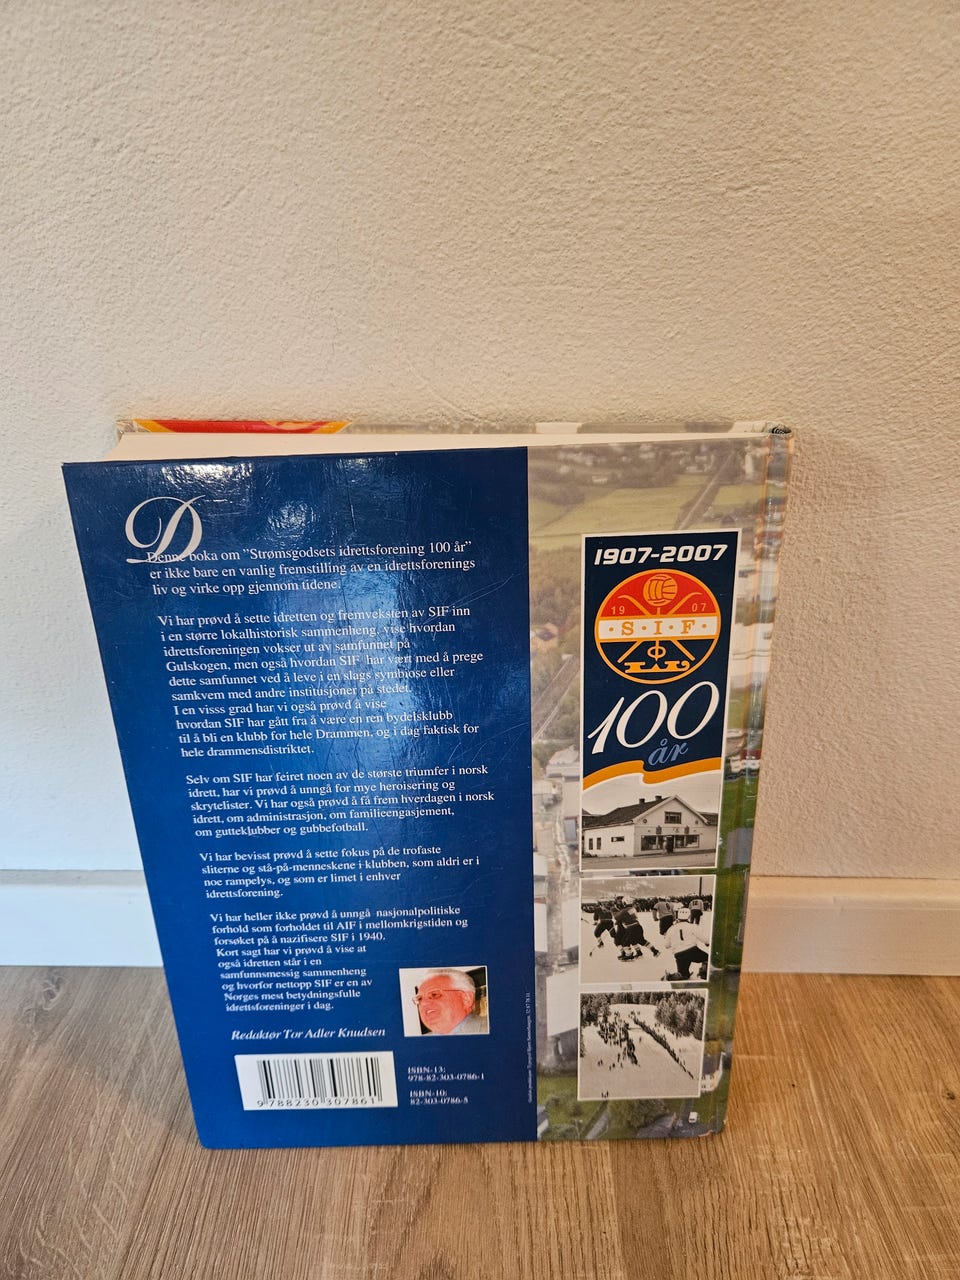 Denne boka om "Strømsgodsets idrettsforening 100 år"
er ikke bare en vanlig fremstilling av en idrettsforenings
liv og virke opp gjennom tidene.
Vi har prøvd å sette idretten og fremveksten av SIF inn
i en større lokalhistorisk sammenheng, vise hvordan
idrettsforeningen vokser ut av samfunnet på
Gulskogen, men også hvordan SIF har vært med å prege
dette samfunnet ved å leve i en slags symbiose eller
samkvem med andre institusjoner på stedet.
I en visss grad har vi også prøvd å vise
hvordan SIF har gått fra å være en ren bydelsklubb
til å bli en klubb for hele Drammen, og i dag faktisk for
hele drammensdistriktet.
Selv om SIF har feiret noen av de største triumfer i norsk
idrett, har vi prøvd å unngå for mye heroisering og
skrytelister. Vi har også prøvd å få frem hverdagen i norsk
idrett, om administrasjon, om familieengasjement,
om gutteklubber og gubbefotball.
Vi har bevisst prøvd å sette fokus på de trofaste
sliterne og stå-på-menneskene i klubben, som aldri er i
noe rampelys, og som er limet i enhver
idrettsforening.
Vi har heller ikke prøvd å unngå nasjonalpolitiske
forhold som forholdet til AIF i mellomkrigstiden og
forsøket på å nazifisere SIF i 1940.
Kort sagt har vi prøvd å vise at
også idretten står i en
samfunnsmessig sammenheng
og hvorfor nettopp SIF er en av
Norges mest betydningsfulle
idrettsforeninger i dag.
Redaktør Tor Adler Knudsen
9 788230 307861
ISBN-13:
978-82-303-0786-1
ISBN-10:
82-303-0786-5
1907-2007
19 07
S·I·F
100
år